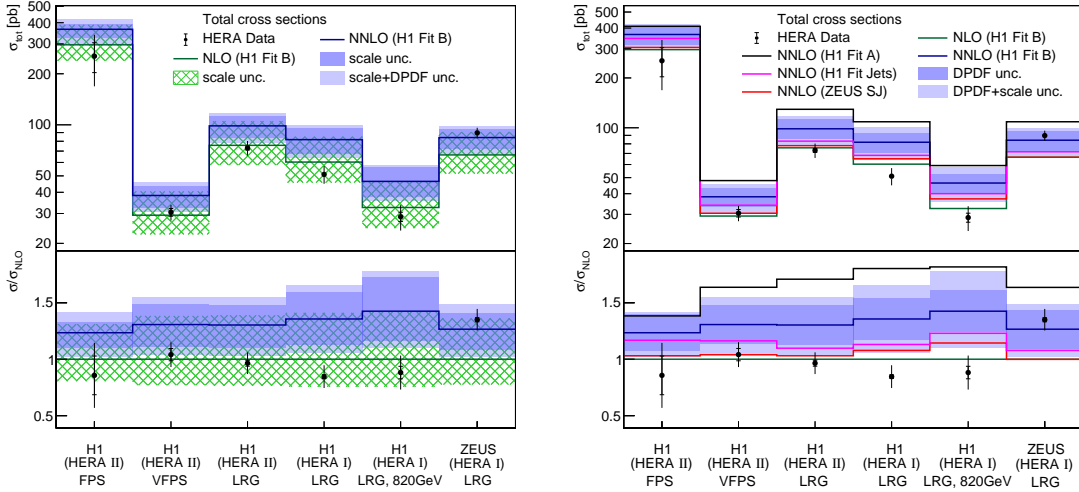 Total cross sections
HERA Data
NLO (H1 Fit B)
scale unc.
NNLO (H1 Fit B)
scale unc.
scale+DPDF unc.
σtot [pb]
500
400
300
200
100
50
40
30
20
σ/σNLO
1.5
1
0.5
H1 (HERA II) FPS
H1 (HERA II) VFPS
H1 (HERA II) LRG
H1 (HERA I) LRG
H1 (HERA I) LRG, 820GeV
ZEUS (HERA I) LRG
Total cross sections
HERA Data
NNLO (H1 Fit A)
NNLO (H1 Fit Jets)
NNLO (ZEUS SJ)
NLO (H1 Fit B)
NNLO (H1 Fit B)
DPDF unc.
DPDF+scale unc.
σtot [pb]
500
400
300
200
100
50
40
30
20
σ/σNLO
1.5
1
0.5
H1 (HERA II) FPS
H1 (HERA II) VFPS
H1 (HERA II) LRG
H1 (HERA I) LRG
H1 (HERA I) LRG, 820GeV
ZEUS (HERA I) LRG